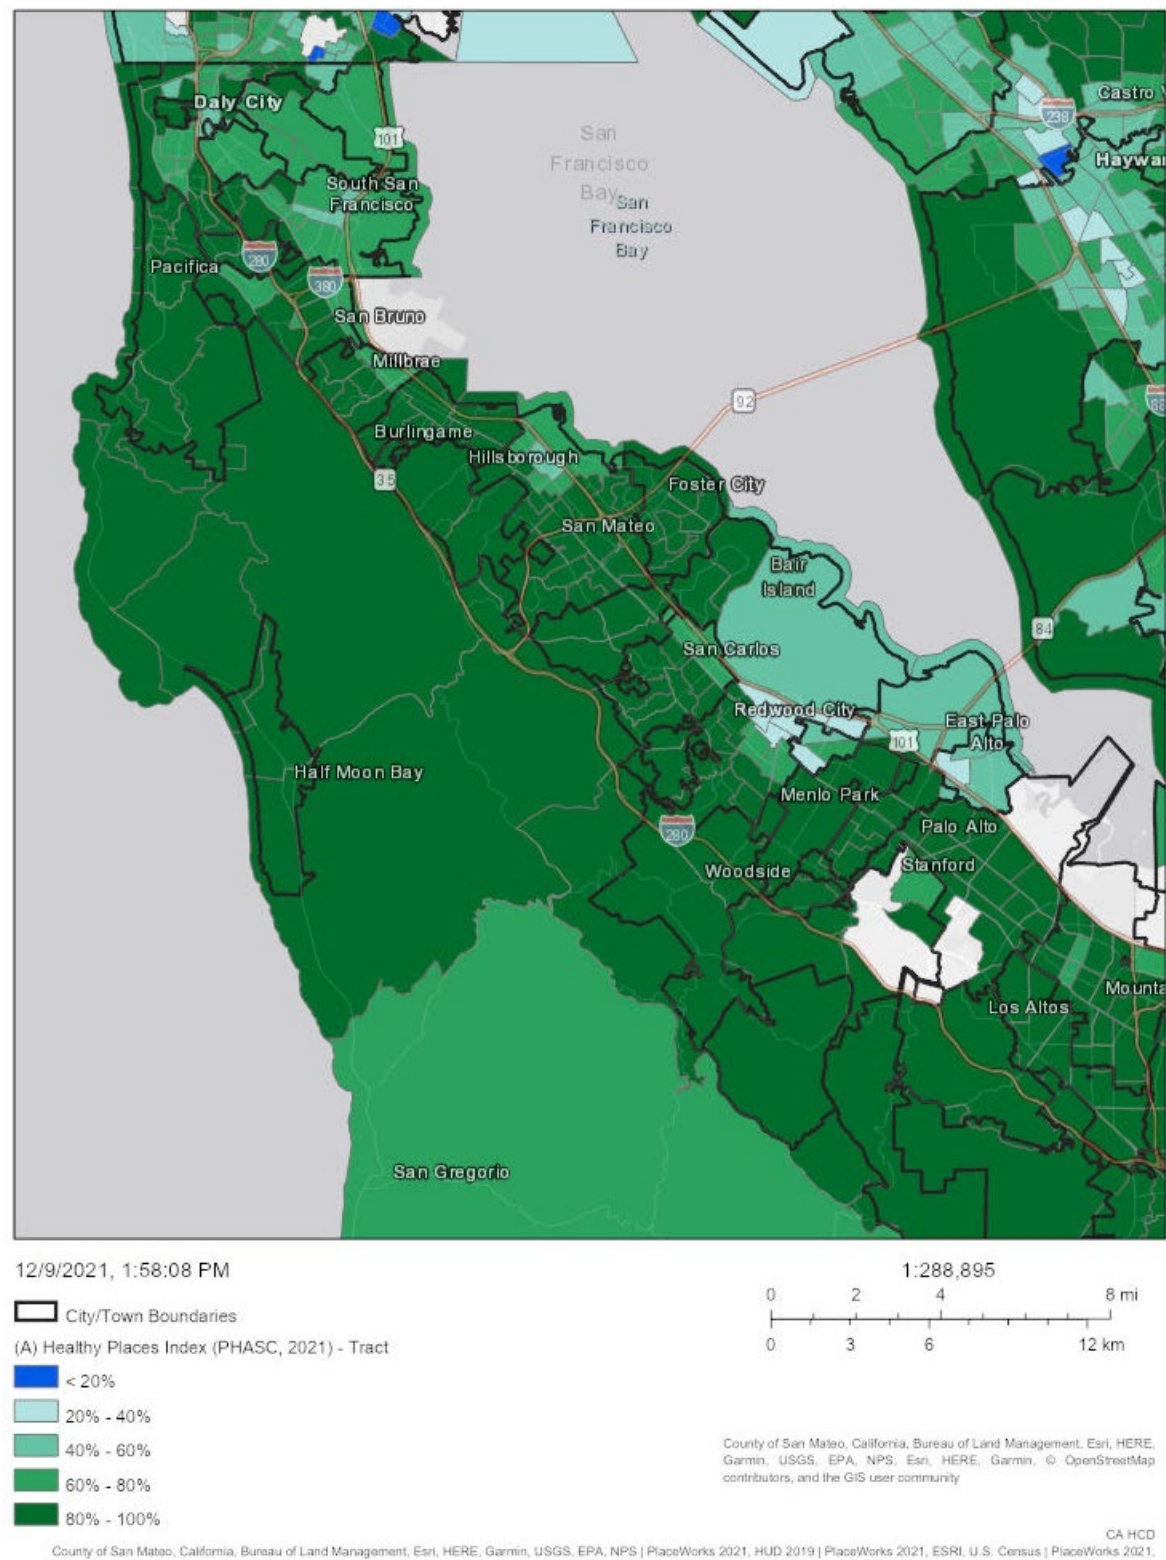 Daly City
101
238
Castro V
Haywar
San
Francisco
Bay
San
Francisco
Bay
South San
Francisco
280
Pacifica
380
San Bruno
Millbrae
92
88
Burlingame
Hillsborough
35
Foster City
San Mateo
Bair
Island
84
San Carlos
Redwood City
East Palo
Alto
101
Half Moon Bay
Menlo Park
280
Palo Alto
Woodside
Stanford
Mounta
Los Altos
San Gregorio
12/9/2021, 1:58:08 PM
1:288,895
0 2 4 8 mi
0 3 6 12 km
City/Town Boundaries
(A) Healthy Places Index (PHASC, 2021) - Tract
< 20%
20% - 40%
40% - 60%
60% - 80%
80% - 100%
County of San Mateo, California, Bureau of Land Management, Esri, HERE,
Garmin, USGS, EPA, NPS, Esri, HERE, Garmin, © OpenStreetMap
contributors, and the GIS user community
CA HCD
County of San Mateo, California, Bureau of Land Management, Esri, HERE, Garmin, USGS, EPA, NPS | PlaceWorks 2021, HUD 2019 | PlaceWorks 2021, ESRI, U.S. Census | PlaceWorks 2021,